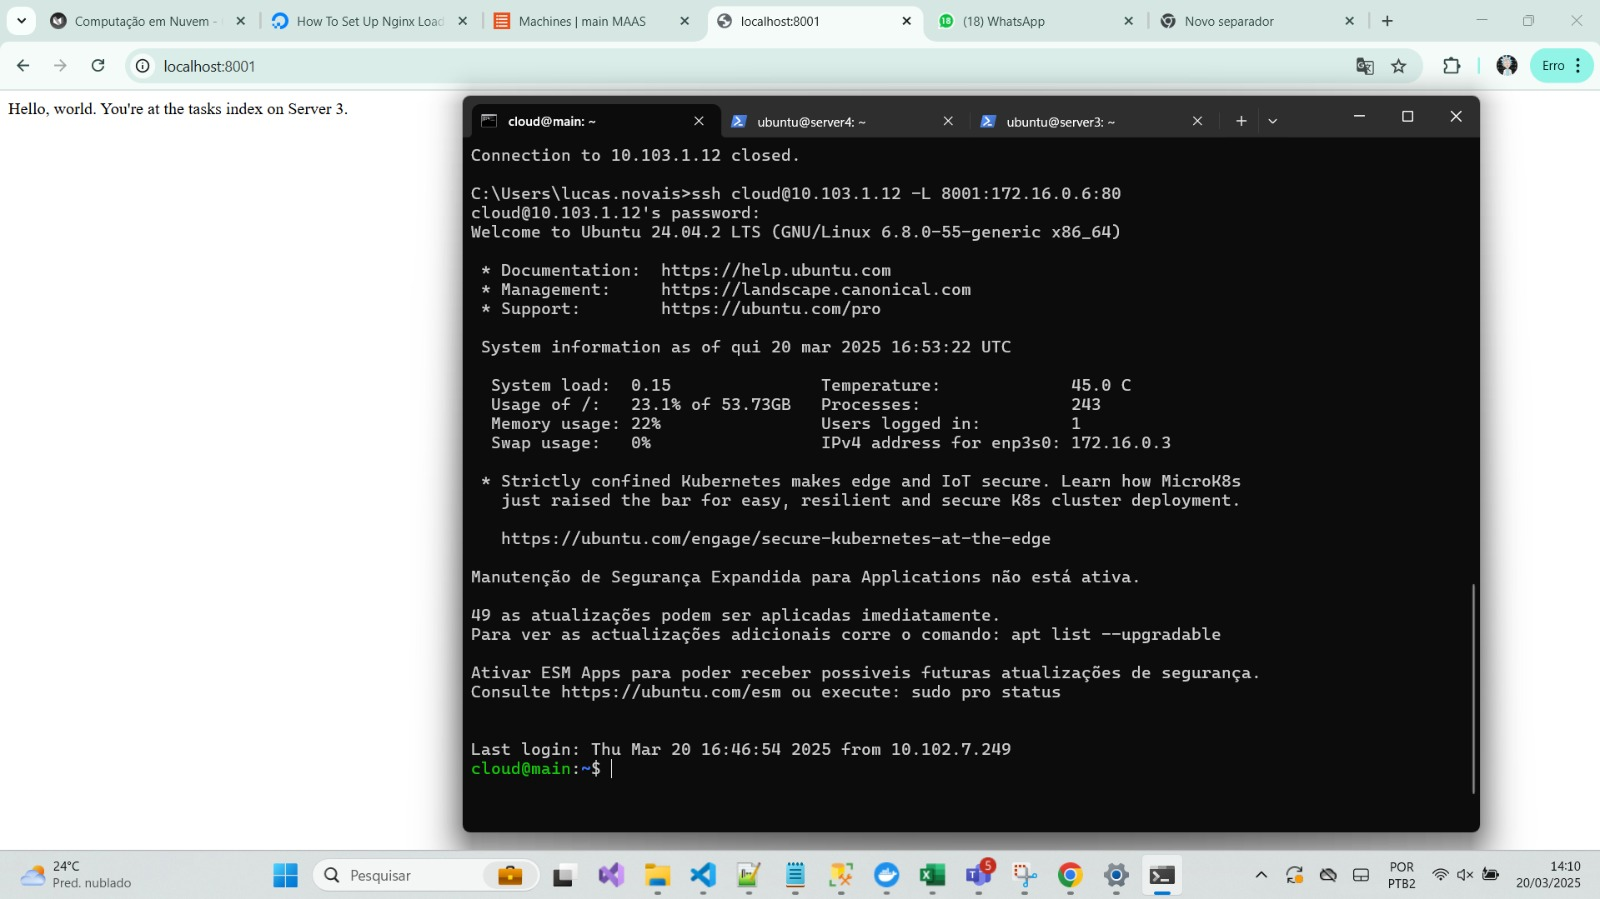 Computação em Nuvem -
How To Set Up Nginx Load
Machines | main MAAS
localhost:8001
18
(18) WhatsApp
Novo separador
localhost:8001
Erro
Hello, world. You're at the tasks index on Server 3.
cloud@main: ~
ubuntu@server4: ~
ubuntu@server3: ~
Connection to 10.103.1.12 closed.
C:\Users\lucas.novais>ssh cloud@10.103.1.12 -L 8001:172.16.0.6:80
cloud@10.103.1.12's password:
Welcome to Ubuntu 24.04.2 LTS (GNU/Linux 6.8.0-55-generic x86_64)
* Documentation:  https://help.ubuntu.com
* Management:     https://landscape.canonical.com
* Support:        https://ubuntu.com/pro
System information as of qui 20 mar 2025 16:53:22 UTC
System load:  0.15               Temperature:             45.0 C
Usage of /:   23.1% of 53.73GB   Processes:               243
Memory usage: 22%                Users logged in:         1
Swap usage:   0%                 IPv4 address for enp3s0: 172.16.0.3
* Strictly confined Kubernetes makes edge and IoT secure. Learn how MicroK8s
just raised the bar for easy, resilient and secure K8s cluster deployment.
https://ubuntu.com/engage/secure-kubernetes-at-the-edge
Manutenção de Segurança Expandida para Applications não está ativa.
49 as atualizações podem ser aplicadas imediatamente.
Para ver as actualizações adicionais corre o comando: apt list --upgradable
Ativar ESM Apps para poder receber possiveis futuras atualizações de segurança.
Consulte https://ubuntu.com/esm ou execute: sudo pro status
Last login: Thu Mar 20 16:46:54 2025 from 10.102.7.249
cloud@main:~$
24°C
Pred. nublado
Pesquisar
5
POR
PTB2
14:10
20/03/2025